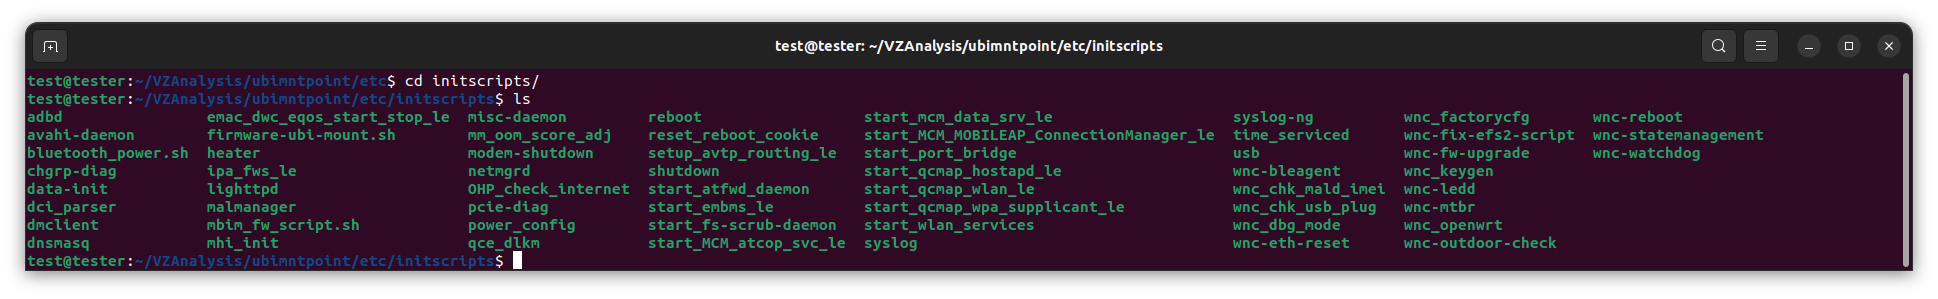 test@tester: ~/VZAnalysis/ubimntpoint/etc/initscripts
test@tester:~/VZAnalysis/ubimntpoint/etc$ cd initscripts/
test@tester:~/VZAnalysis/ubimntpoint/etc/initscripts$ ls
adbd emac_dwc_eqos_start_stop_le misc-daemon reboot start_mcm_data_srv_le syslog-ng wnc_factorycfg wnc-reboot
avahi-daemon firmware-ubi-mount.sh mm_oom_score_adj reset_reboot_cookie start_MCM_MOBILEAP_ConnectionManager_le time_serviced wnc-fix-efs2-script wnc-statemanagement
bluetooth_power.sh heater modem-shutdown setup_avtp_routing_le start_port_bridge usb wnc-fw-upgrade wnc-watchdog
chgrp-diag ipa_fws_le netmgrd shutdown start_qcmap_hostapd_le wnc-bleagent wnc_keygen
data-init lighttpd OHP_check_internet start_atfwd_daemon start_qcmap_wlan_le wnc_chk_mald_imei wnc-ledd
dci_parser malmanager pcie-diag start_embms_le start_qcmap_wpa_supplicant_le wnc_chk_usb_plug wnc-mtbr
dmclient mbim_fw_script.sh power_config start_fs-scrub-daemon start_wlan_services wnc_dbg_mode wnc_openwrt
dnsmasq mhi_init qce_dlkm start_MCM_atcop_svc_le syslog wnc-eth-reset wnc-outdoor-check
test@tester:~/VZAnalysis/ubimntpoint/etc/initscripts$